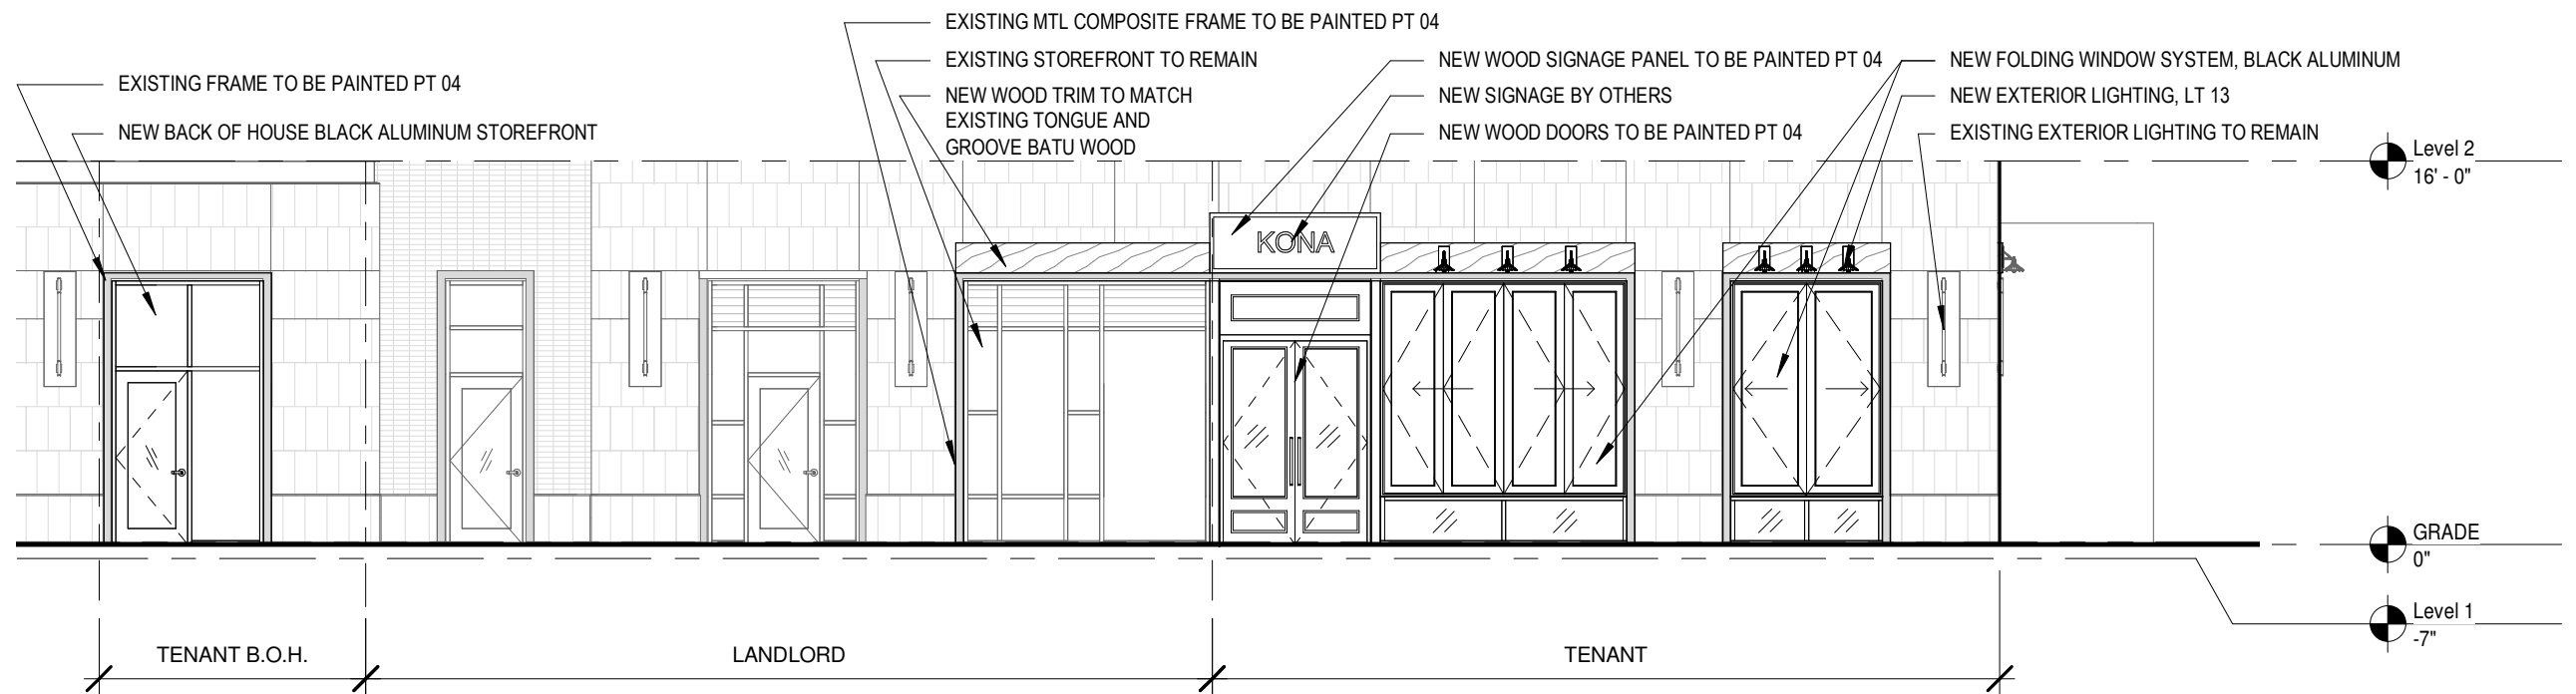 EXISTING MTL COMPOSITE FRAME TO BE PAINTED PT 04
EXISTING STOREFRONT TO REMAIN
NEW WOOD SIGNAGE PANEL TO BE PAINTED PT 04
NEW FOLDING WINDOW SYSTEM, BLACK ALUMINUM
EXISTING FRAME TO BE PAINTED PT 04
NEW WOOD TRIM TO MATCH
EXISTING TONGUE AND
GROOVE BATU WOOD
NEW SIGNAGE BY OTHERS
NEW EXTERIOR LIGHTING, LT 13
NEW BACK OF HOUSE BLACK ALUMINUM STOREFRONT
NEW WOOD DOORS TO BE PAINTED PT 04
EXISTING EXTERIOR LIGHTING TO REMAIN
Level 2
16' - 0"
KONA
GRADE
0"
Level 1
-7"
TENANT B.O.H.
LANDLORD
TENANT